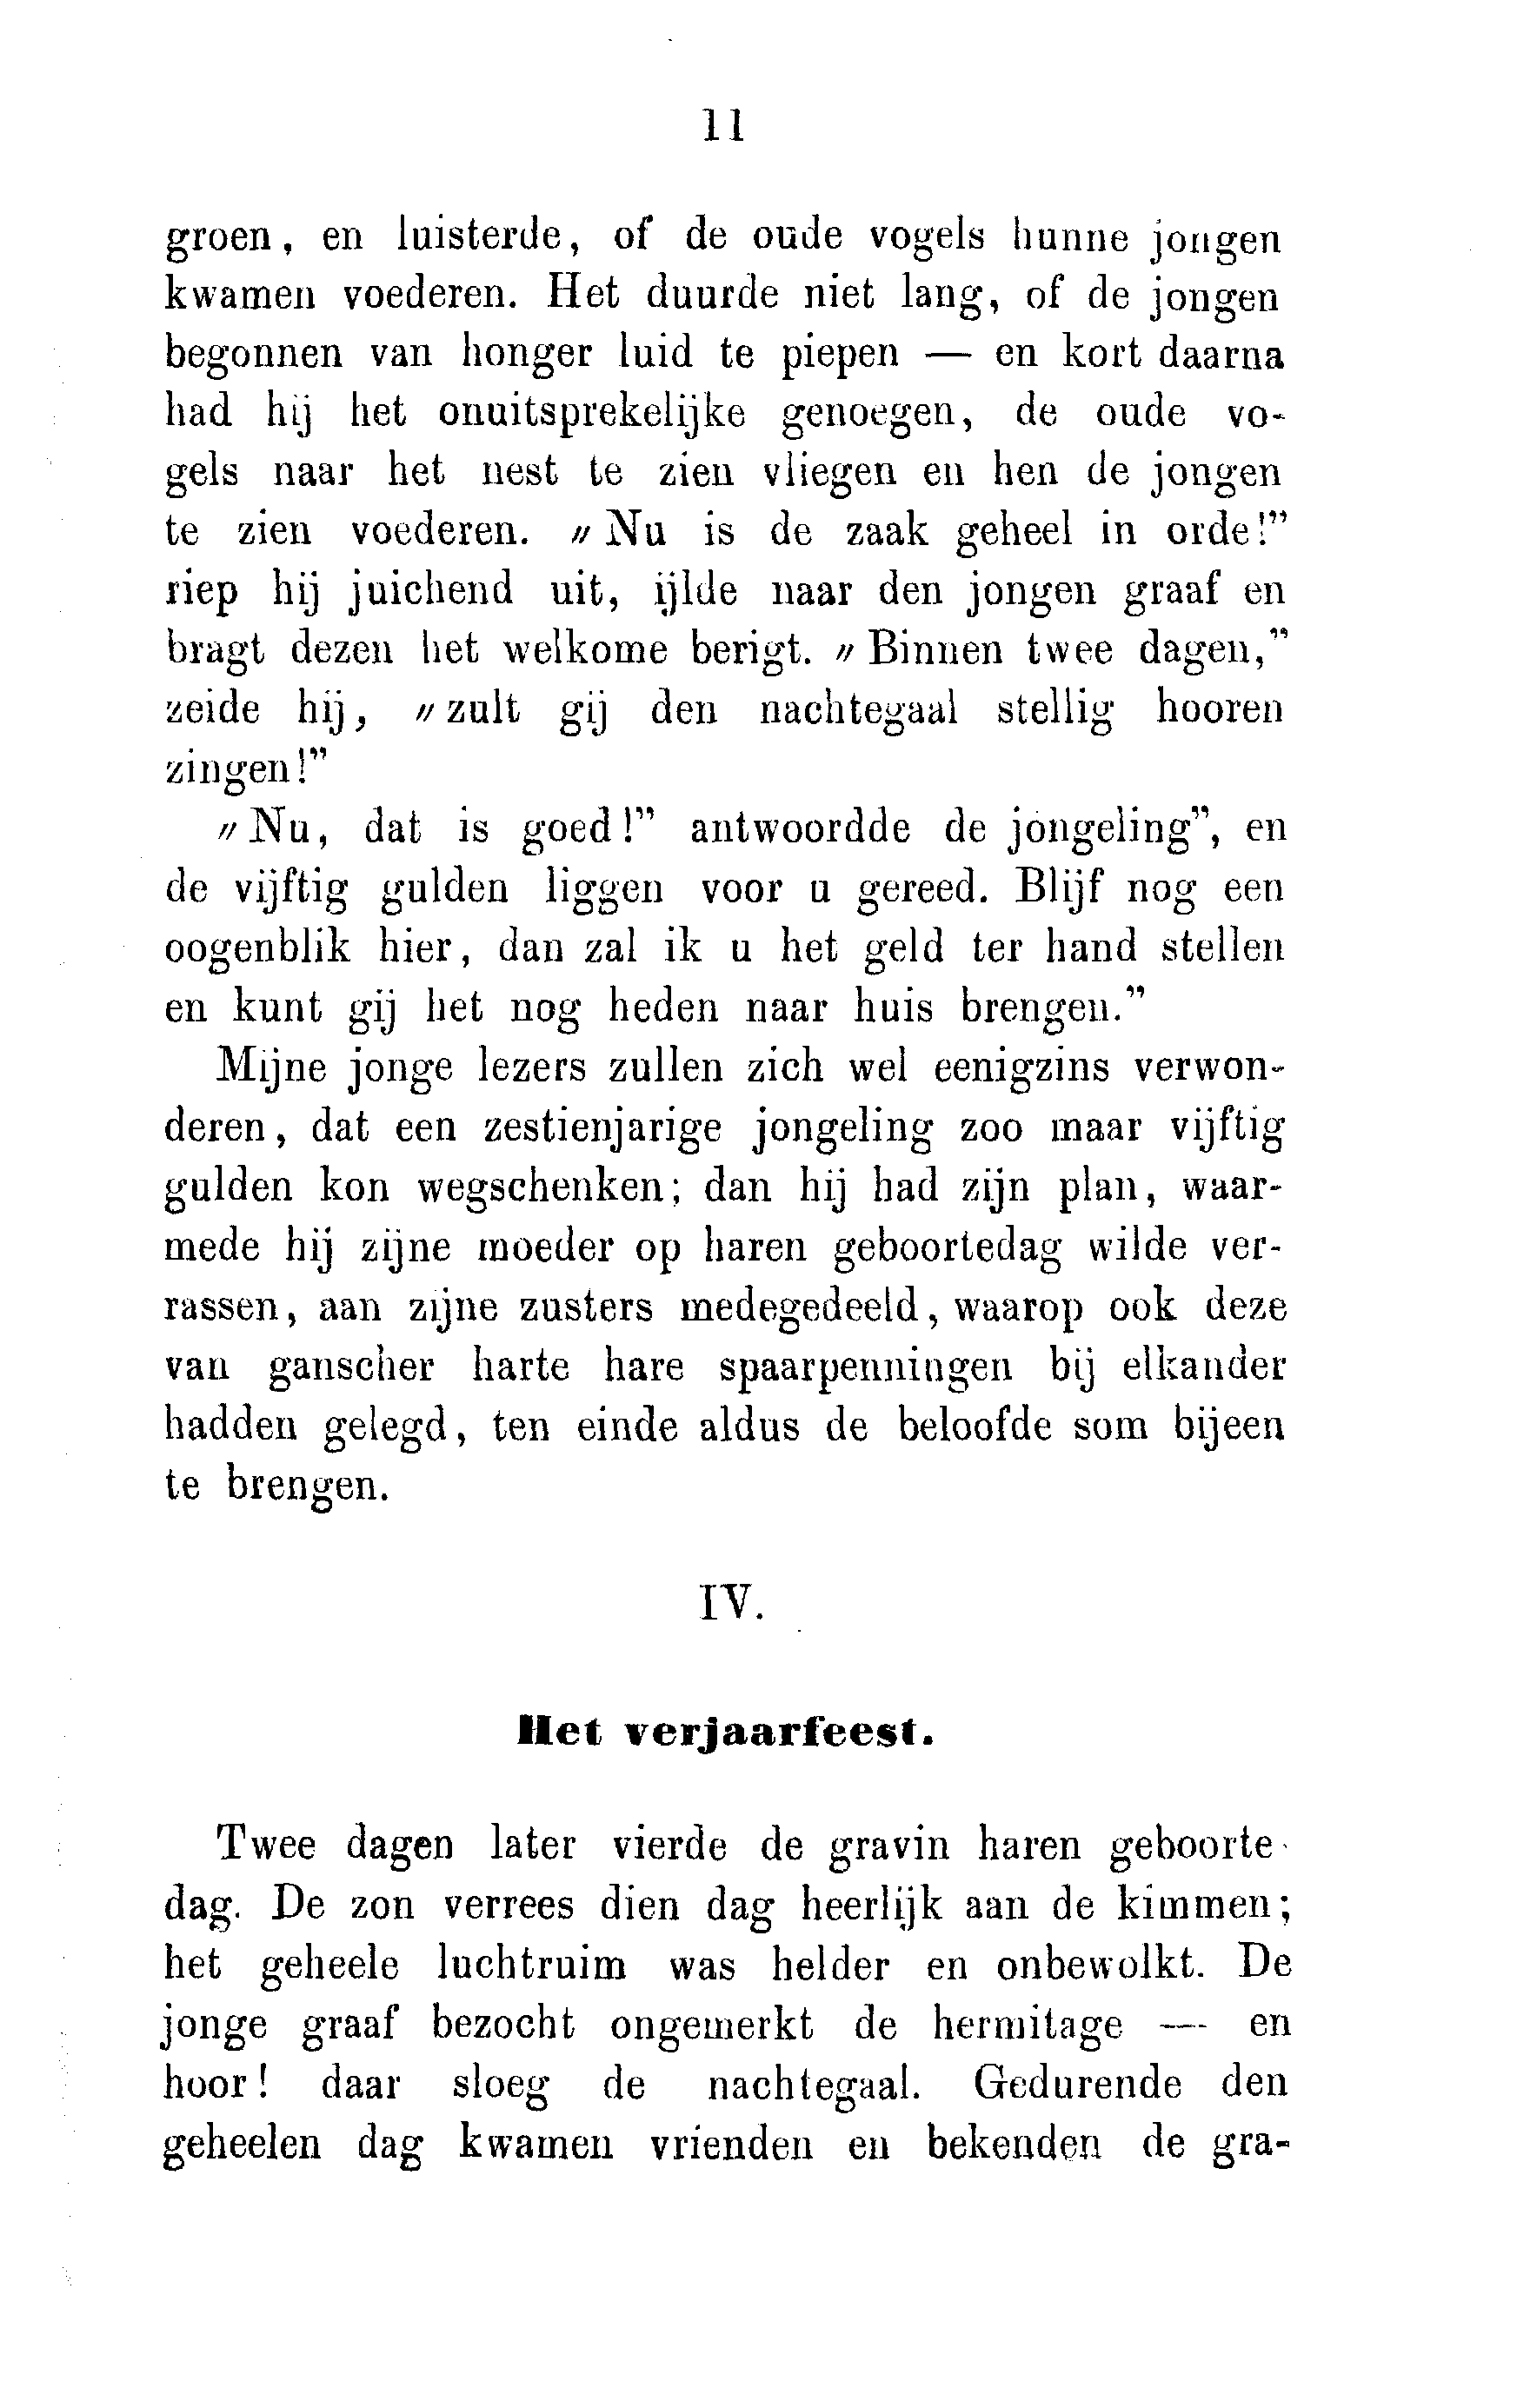 11
groen, en luisterde, of de oude vogels hunne jongen
kwamen voederen. Het duurde niet lang, of de jongen
begonnen van honger luid te piepen — en kort daarna
had hij het onuitsprekelijke genoegen, de oude vo-
gels naar het nest te zien vliegen en hen de jongen
te zien voederen. „Nu is de zaak geheel in orde!”
riep hij juichend uit, ijlde naar den jongen graaf en
bragt dezen het welkome berigt. „Binnen twee dagen,”
zeide hij, „zult gij den nachtegaal stellig hooren
zingen!”
„Nu, dat is goed!” antwoordde de jongeling”, en
de vijftig gulden liggen voor u gereed. Blijf nog een
oogenblik hier, dan zal ik u het geld ter hand stellen
en kunt gij het nog heden naar huis brengen.”
Mijne jonge lezers zullen zich wel eenigzins verwon-
deren, dat een zestienjarige jongeling zoo maar vijftig
gulden kon wegschenken; dan hij had zijn plan, waar-
mede hij zijne moeder op haren geboortedag wilde ver-
rassen, aan zijne zusters medegedeeld, waarop ook deze
van ganscher harte hare spaarpenningen bij elkander
hadden gelegd, ten einde aldus de beloofde som bijeen
te brengen.
IV.
Het verjaarfeest.
Twee dagen later vierde de gravin haren geboorte-
dag. De zon verrees dien dag heerlijk aan de kimmen;
het geheele luchtruim was helder en onbewolkt. De
jonge graaf bezocht ongemerkt de hermitage — en
hoor! daar sloeg de nachtegaal. Gedurende den
geheelen dag kwamen vrienden en bekenden de gra-